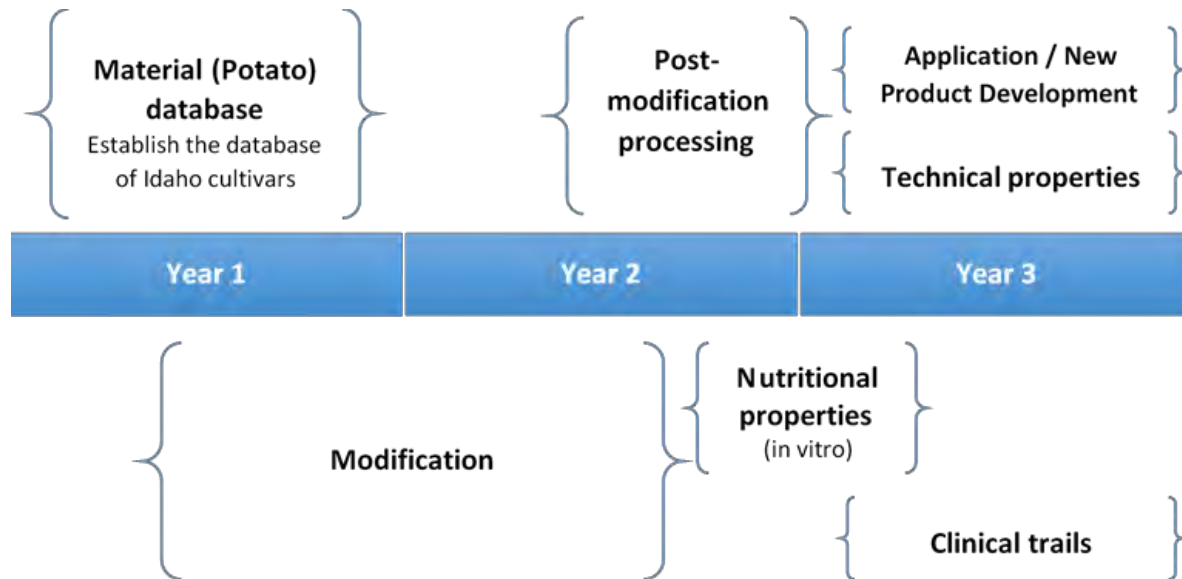 Material (Potato)
database
Establish the database
of Idaho cultivars
Post-
modification
processing
Application / New
Product Development
Technical properties
Year 1
Year 2
Year 3
Modification
Nutritional
properties
(in vitro)
Clinical trails